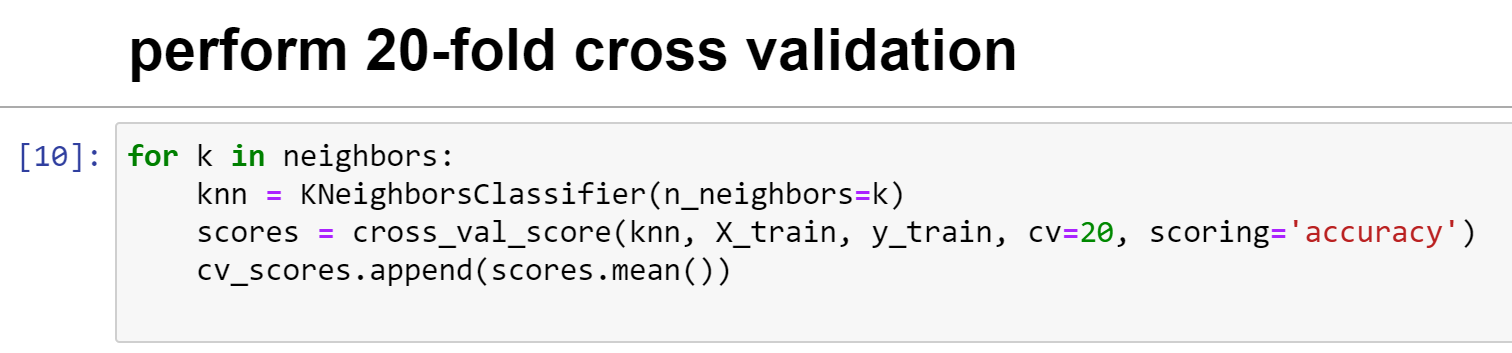 perform 20-fold cross validation
[10]:
for k in neighbors:
    knn = KNeighborsClassifier(n_neighbors=k)
    scores = cross_val_score(knn, X_train, y_train, cv=20, scoring='accuracy')
    cv_scores.append(scores.mean())